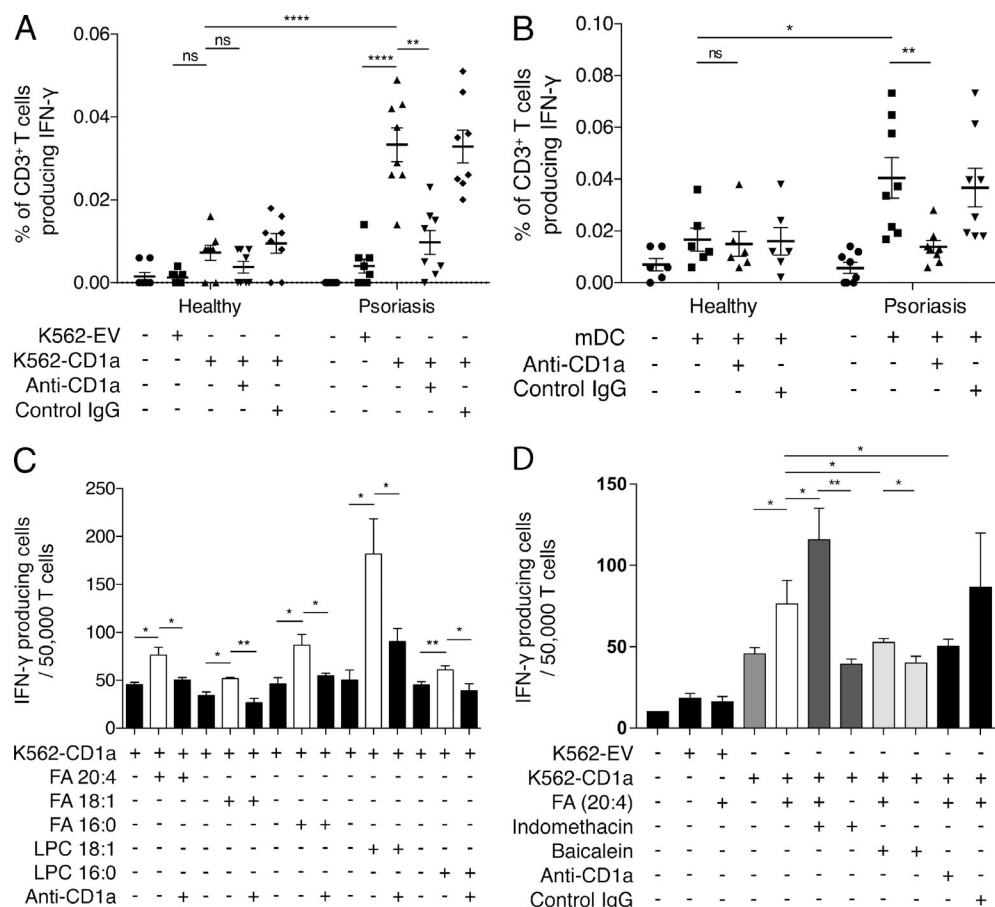 A
% of CD3+ T cells
producing IFN-γ
0.06
0.04
0.02
0.00
ns
ns
****
****
**
Healthy
Psoriasis
K562-EV - + - - - - + - - -
K562-CD1a - - + + + - - + + +
Anti-CD1a - - - + - - - - + -
Control IgG - - - - + - - - - +
B
% of CD3+ T cells
producing IFN-γ
0.10
0.08
0.06
0.04
0.02
0.00
*
ns
**
Healthy
Psoriasis
mDC - + + + - + + +
Anti-CD1a - - + - - - + -
Control IgG - - - + - - - +
C
IFN-γ producing cells
/ 50,000 T cells
250
200
150
100
50
0
* * * ** * * * * ** *
K562-CD1a + + + + + + + + + + + + + + +
FA 20:4 - + + - - - - - - - - - - - -
FA 18:1 - - - - + + - - - - - - - - -
FA 16:0 - - - - - - - + + - - - - - -
LPC 18:1 - - - - - - - - - - + + - - -
LPC 16:0 - - - - - - - - - - - - - + +
Anti-CD1a - - + - - + - - + - - + - - +
D
IFN-γ producing cells
/ 50,000 T cells
150
100
50
0
*
*
* * ** *
K562-EV - + + - - - - - - - -
K562-CD1a - - - + + + + + + + +
FA (20:4) - - + - + + - + - + +
Indomethacin - - - - - + + - - - -
Baicalein - - - - - - - + + - -
Anti-CD1a - - - - - - - - - + -
Control IgG - - - - - - - - - - +